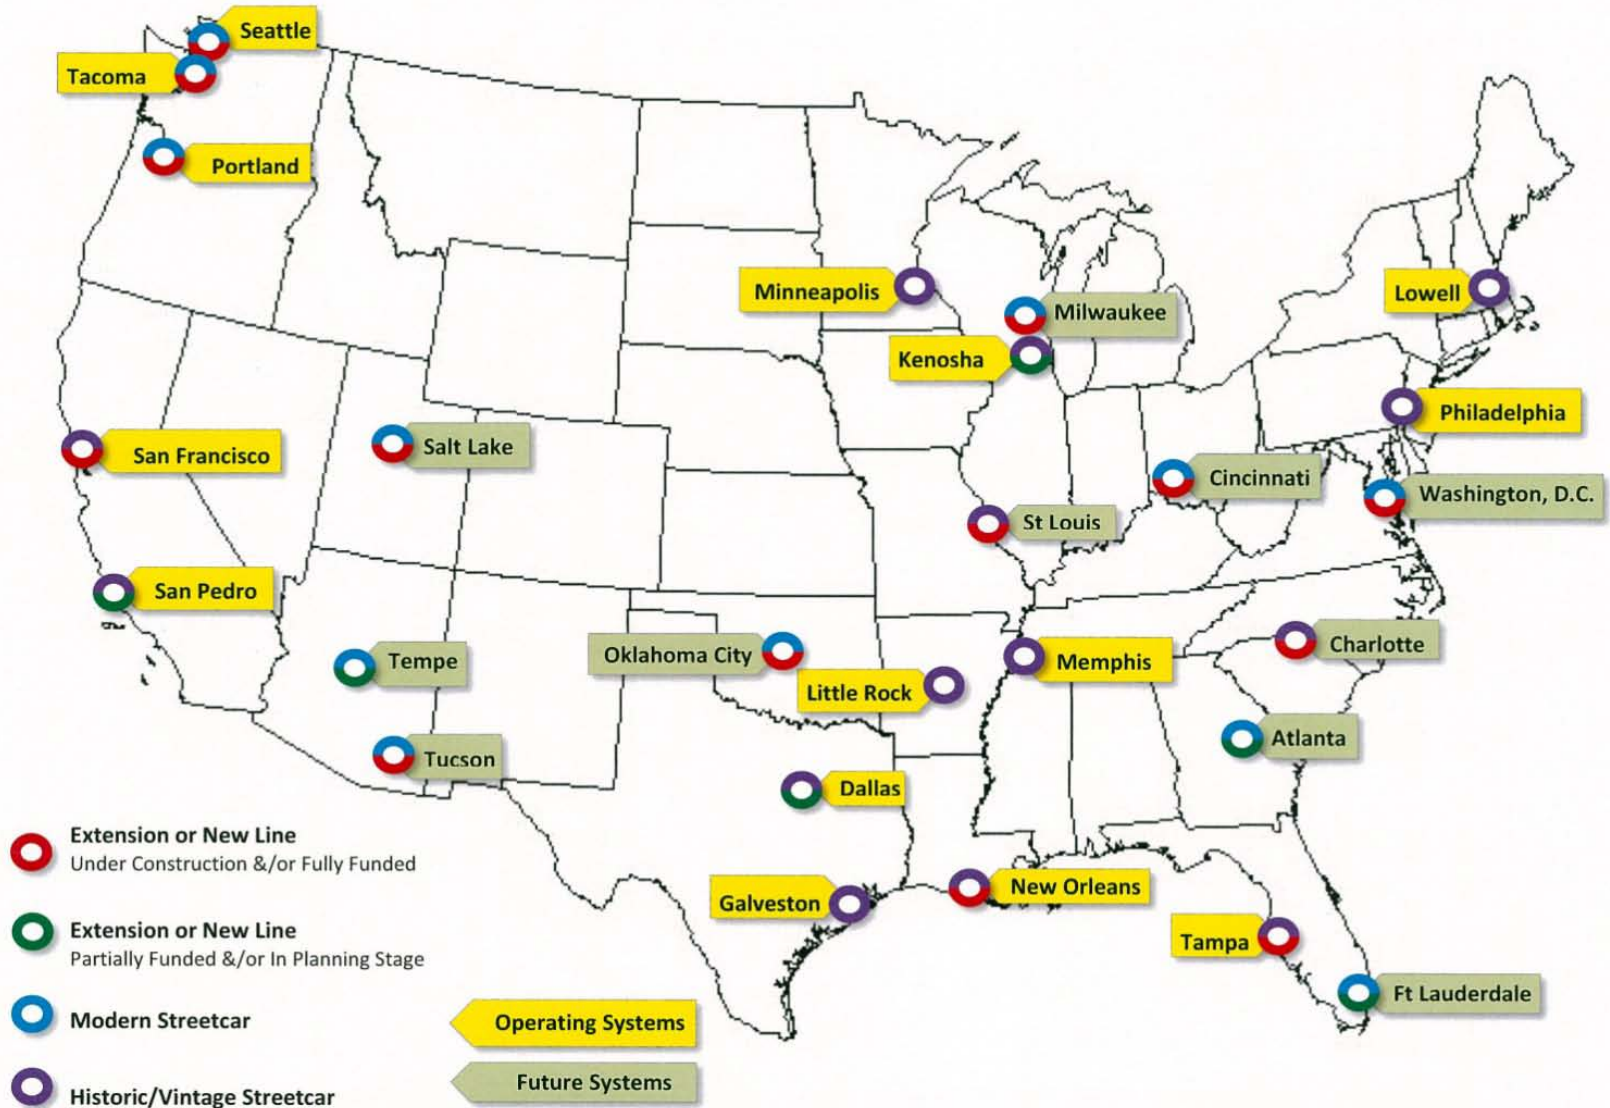 Seattle
Tacoma
Portland
Minneapolis
Milwaukee
Lowell
Kenosha
Philadelphia
San Francisco
Salt Lake
Cincinnati
Washington, D.C.
St Louis
San Pedro
Tempe
Oklahoma City
Little Rock
Memphis
Charlotte
Atlanta
Tucson
Dallas
Galveston
New Orleans
Tampa
Ft Lauderdale
Extension or New Line
Under Construction &/or Fully Funded
Extension or New Line
Partially Funded &/or In Planning Stage
Modern Streetcar
Historic/Vintage Streetcar
Operating Systems
Future Systems